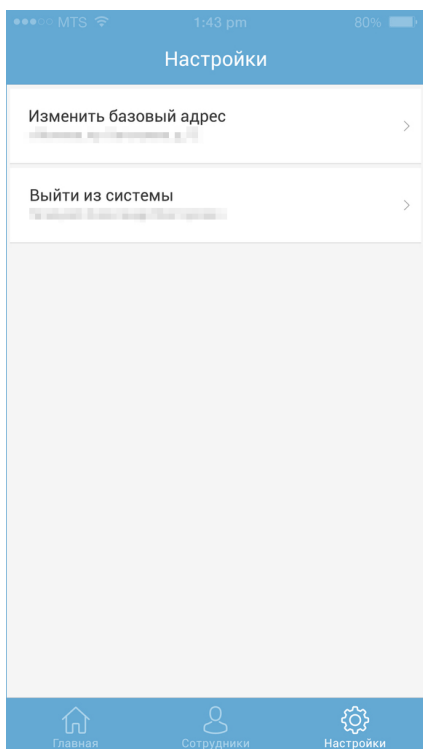 MTS 1:43 pm 80%
Настройки
Изменить базовый адрес
Выйти из системы
Главная Сотрудники Настройки